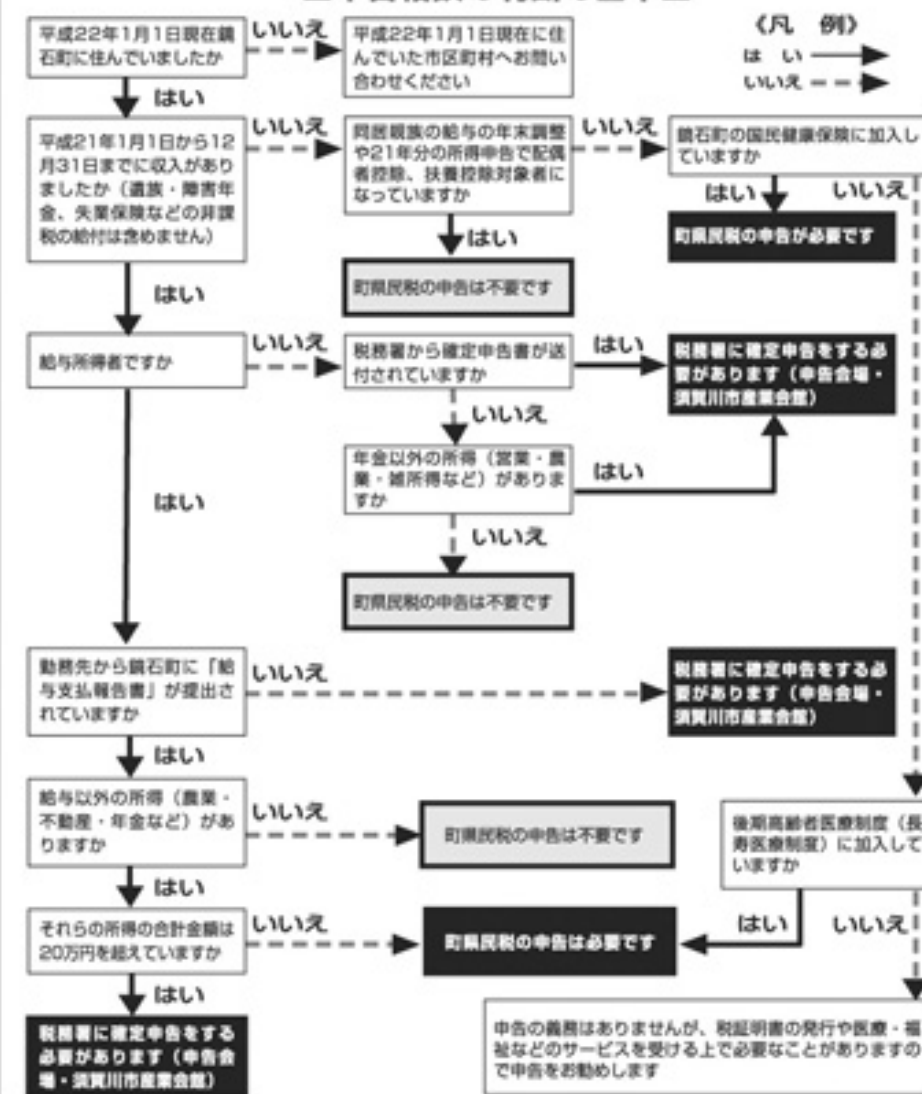 《凡　例》
は　い
いいえ
平成22年1月1日現在鏡
石町に住んでいましたか
いいえ
平成22年1月1日現在に住
んでいた市区町村へお問い
合わせください
はい
平成21年1月1日から12
月31日までに収入があり
ましたか（遺族・障害年
金、失業保険などの非課
税の給付は含めません）
いいえ
同居親族の給与の年末調整
や21年分の所得申告で配偶
者控除、扶養控除対象者に
なっていますか
いいえ
鏡石町の国民健康保険に加入し
ていますか
はい
いいえ
町県民税の申告が必要です
はい
町県民税の申告は不要です
はい
給与所得者ですか
いいえ
税務署から確定申告書が送
付されていますか
はい
税務署に確定申告をする必
要があります（申告会場・
須賀川市産業会館）
いいえ
年金以外の所得（営業・農
業・雑所得など）がありま
すか
はい
いいえ
町県民税の申告は不要です
はい
勤務先から鏡石町に「給
与支払報告書」が提出さ
れていますか
いいえ
税務署に確定申告をする必
要があります（申告会場・
須賀川市産業会館）
はい
給与以外の所得（農業・
不動産・年金など）があ
りますか
いいえ
町県民税の申告は不要です
後期高齢者医療制度（長
寿医療制度）に加入して
いますか
はい
それらの所得の合計金額は
20万円を超えていますか
いいえ
町県民税の申告は必要です
はい
いいえ
はい
税務署に確定申告をする
必要があります（申告会
場・須賀川市産業会館）
申告の義務はありませんが、税証明書の発行や医療・福
祉などのサービスを受ける上で必要なことがありますの
で申告をお勧めします